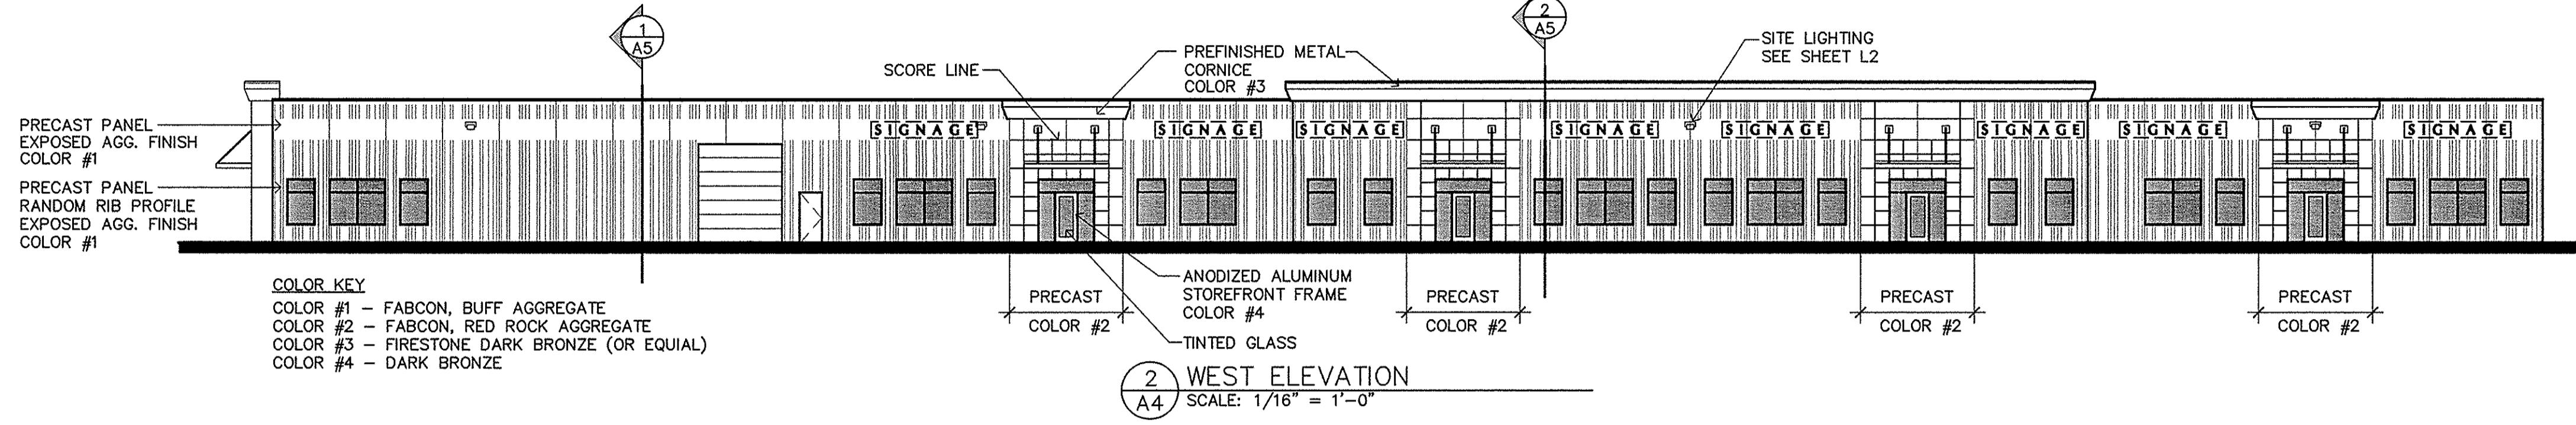 1
A5
2
A5
SCORE LINE
PREFINISHED METAL
CORNICE
COLOR #3
SITE LIGHTING
SEE SHEET L2
PRECAST PANEL
EXPOSED AGG. FINISH
COLOR #1
PRECAST PANEL
RANDOM RIB PROFILE
EXPOSED AGG. FINISH
COLOR #1
SIGNAGE
SIGNAGE
SIGNAGE
SIGNAGE
SIGNAGE
SIGNAGE
SIGNAGE
SIGNAGE
COLOR KEY
COLOR #1 – FABCON, BUFF AGGREGATE
COLOR #2 – FABCON, RED ROCK AGGREGATE
COLOR #3 – FIRESTONE DARK BRONZE (OR EQUIAL)
COLOR #4 – DARK BRONZE
PRECAST
COLOR #2
ANODIZED ALUMINUM
STOREFRONT FRAME
COLOR #4
TINTED GLASS
PRECAST
COLOR #2
PRECAST
COLOR #2
PRECAST
COLOR #2
2
A4
WEST ELEVATION
SCALE: 1/16" = 1'-0"